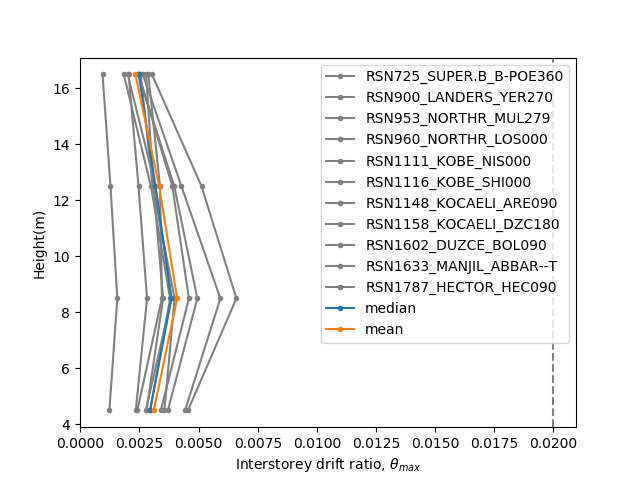 16
14
12
10
8
6
4
Height(m)
0.0000
0.0025
0.0050
0.0075
0.0100
0.0125
0.0150
0.0175
0.0200
Interstorey drift ratio, θmax
RSN725_SUPER.B_B-POE360
RSN900_LANDERS_YER270
RSN953_NORTHR_MUL279
RSN960_NORTHR_LOS000
RSN1111_KOBE_NIS000
RSN1116_KOBE_SHI000
RSN1148_KOCAELI_ARE090
RSN1158_KOCAELI_DZC180
RSN1602_DUZCE_BOL090
RSN1633_MANJIL_ABBAR--T
RSN1787_HECTOR_HEC090
median
mean